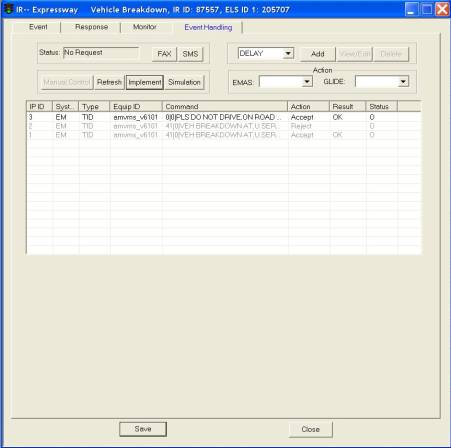 IR-- Expressway Vehicle Breakdown, IR ID: 87557, ELS ID 1: 205707
Event Response Monitor Event Handling
Status: No Request FAX SMS DELAY Add View/Edit Delete
Action
Manual Control Refresh Implement Simulation EMAS: GLIDE:
IP ID Syst... Type Equip ID Command Action Result Status
3 EM TID amvms_v6101 0|0|PLS DO NOT DRIVE,ON ROAD ... Accept OK 0
2 EM TID amvms_v6101 41|0|VEH BREAKDOWN AT,U.SER... Reject 0
1 EM TID amvms_v6101 41|0|VEH BREAKDOWN AT,U.SER... Accept OK 0
Save Close